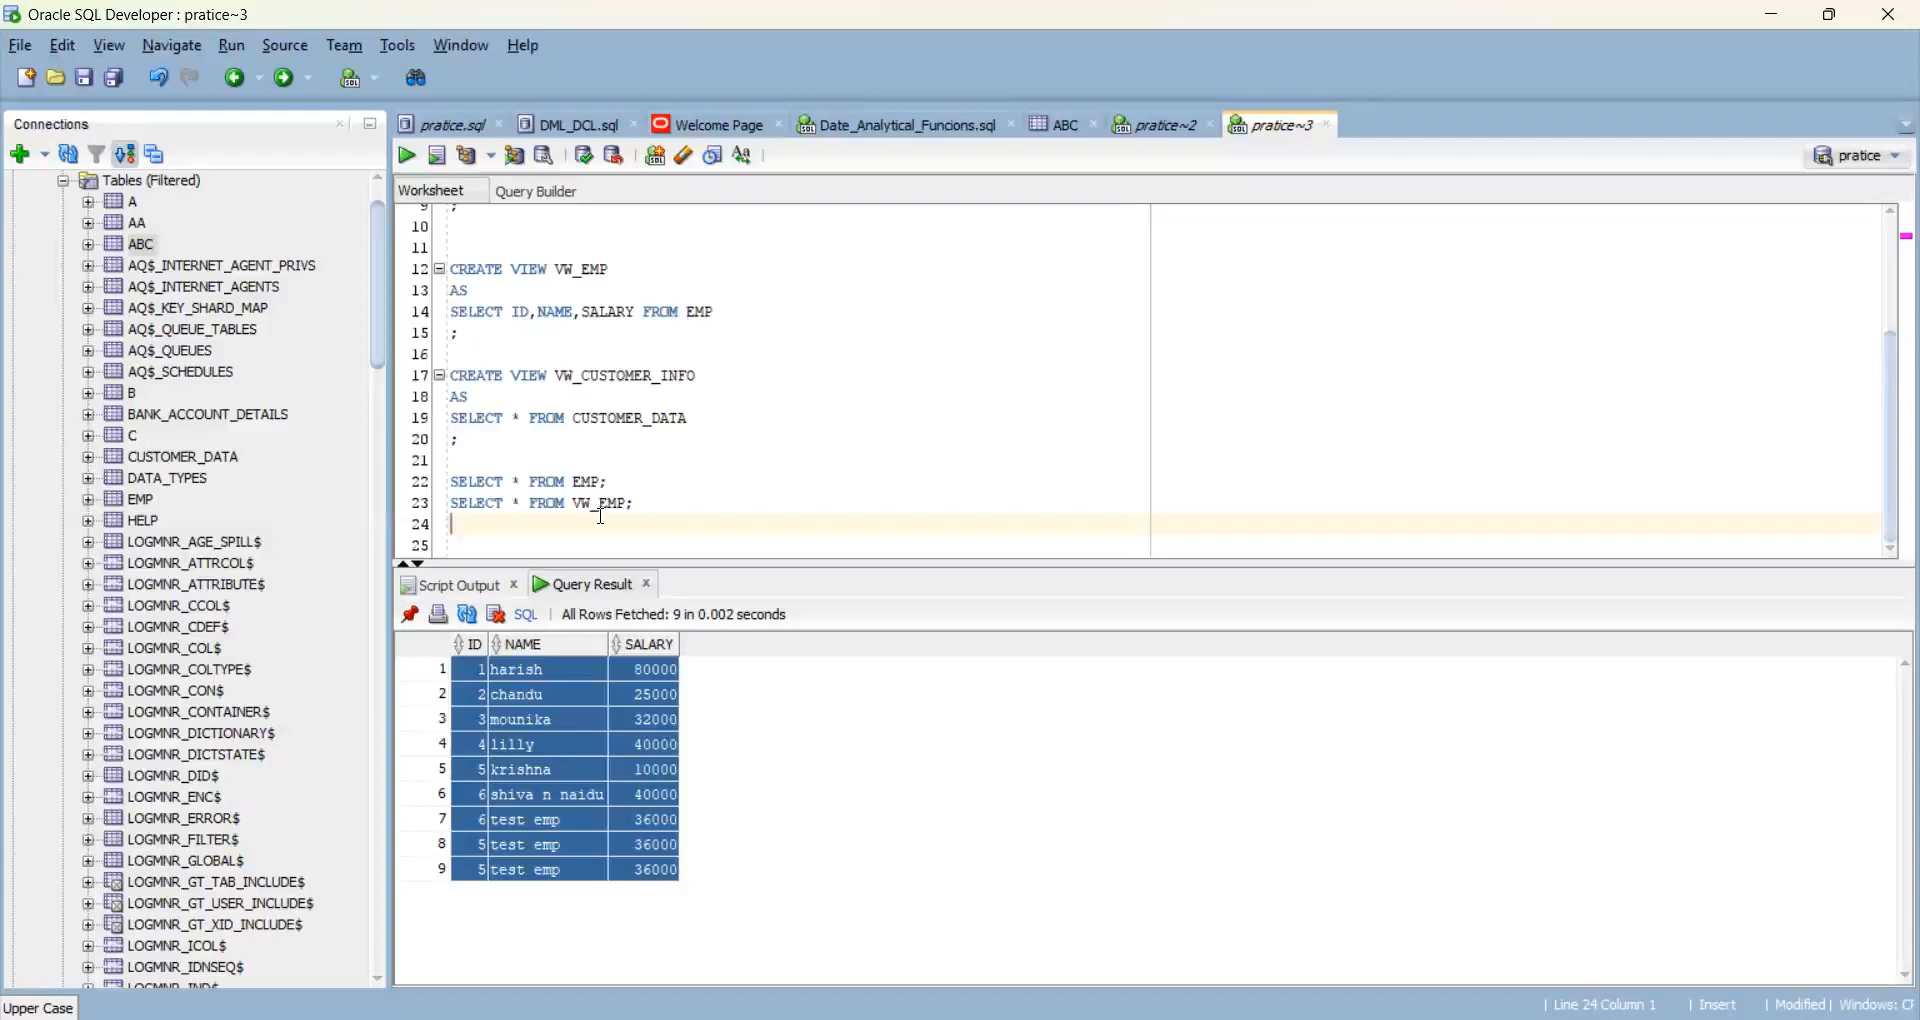 Oracle SQL Developer : pratice~3
File Edit View Navigate Run Source Team Tools Window Help
Connections
pratice.sql DML_DCL.sql Welcome Page Date_Analytical_Funcions.sql ABC pratice~2 pratice~3
pratice
Worksheet Query Builder
Tables (Filtered)
A
AA
ABC
AQ$_INTERNET_AGENT_PRIVS
AQ$_INTERNET_AGENTS
AQ$_KEY_SHARD_MAP
AQ$_QUEUE_TABLES
AQ$_QUEUES
AQ$_SCHEDULES
B
BANK_ACCOUNT_DETAILS
C
CUSTOMER_DATA
DATA_TYPES
EMP
HELP
LOGMNR_AGE_SPILL$
LOGMNR_ATTRCOL$
LOGMNR_ATTRIBUTE$
LOGMNR_CCOL$
LOGMNR_CDEF$
LOGMNR_COL$
LOGMNR_COLTYPE$
LOGMNR_CON$
LOGMNR_CONTAINER$
LOGMNR_DICTIONARY$
LOGMNR_DICTSTATE$
LOGMNR_DID$
LOGMNR_ENC$
LOGMNR_ERROR$
LOGMNR_FILTER$
LOGMNR_GLOBAL$
LOGMNR_GT_TAB_INCLUDE$
LOGMNR_GT_USER_INCLUDE$
LOGMNR_GT_XID_INCLUDE$
LOGMNR_ICOL$
LOGMNR_IDNSEQ$
9 ;
10
11
12 CREATE VIEW VW_EMP
13 AS
14 SELECT ID,NAME,SALARY FROM EMP
15 ;
16
17 CREATE VIEW VW_CUSTOMER_INFO
18 AS
19 SELECT * FROM CUSTOMER_DATA
20 ;
21
22 SELECT * FROM EMP;
23 SELECT * FROM VW_EMP;
24
25
Script Output Query Result
SQL All Rows Fetched: 9 in 0.002 seconds
ID NAME SALARY
1 1 harish 80000
2 2 chandu 25000
3 3 mounika 32000
4 4 lilly 40000
5 5 krishna 10000
6 6 shiva n naidu 40000
7 6 test emp 36000
8 5 test emp 36000
9 5 test emp 36000
Upper Case
Line 24 Column 1 Insert Modified Windows: